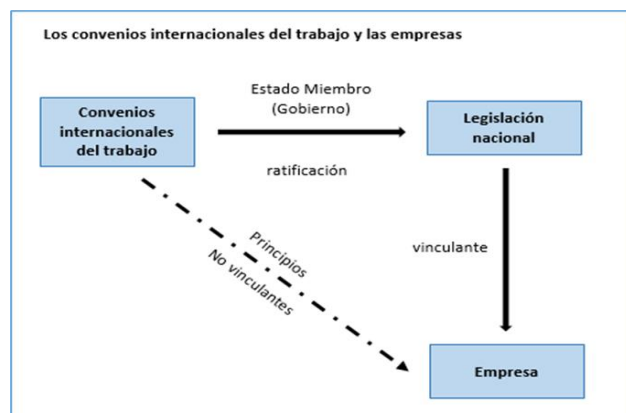 Los convenios internacionales del trabajo y las empresas
Estado Miembro
(Gobierno)
Convenios
internacionales
del trabajo
Legislación
nacional
ratificación
Principios
No vinculantes
vinculante
Empresa